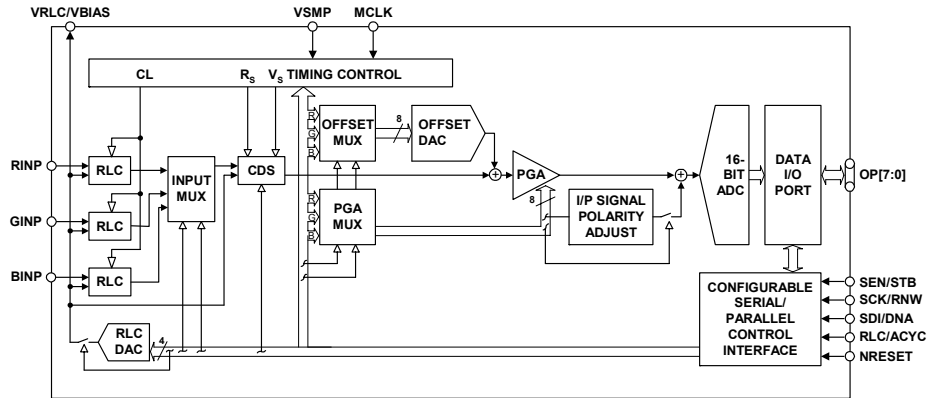 VRLC/VBIAS
VSMP
MCLK
CL
RS
VS TIMING CONTROL
R
G
B
OFFSET
MUX
8
OFFSET
DAC
RINP
RLC
INPUT
MUX
CDS
PGA
8
16-
BIT
ADC
DATA
I/O
PORT
OP[7:0]
R
G
B
PGA
MUX
I/P SIGNAL
POLARITY
ADJUST
GINP
RLC
BINP
RLC
CONFIGURABLE
SERIAL/
PARALLEL
CONTROL
INTERFACE
SEN/STB
SCK/RNW
SDI/DNA
RLC/ACYC
NRESET
RLC
DAC
4